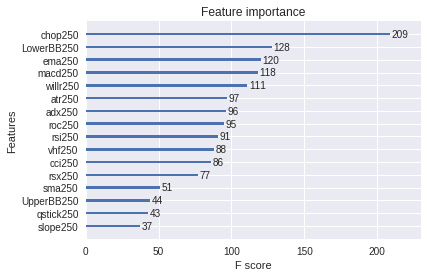 Feature importance
chop250 209
LowerBB250 128
ema250 120
macd250 118
willr250 111
atr250 97
adx250 96
roc250 95
rsi250 91
vhf250 88
cci250 86
rsx250 77
sma250 51
UpperBB250 44
qstick250 43
slope250 37
Features
0 50 100 150 200
F score